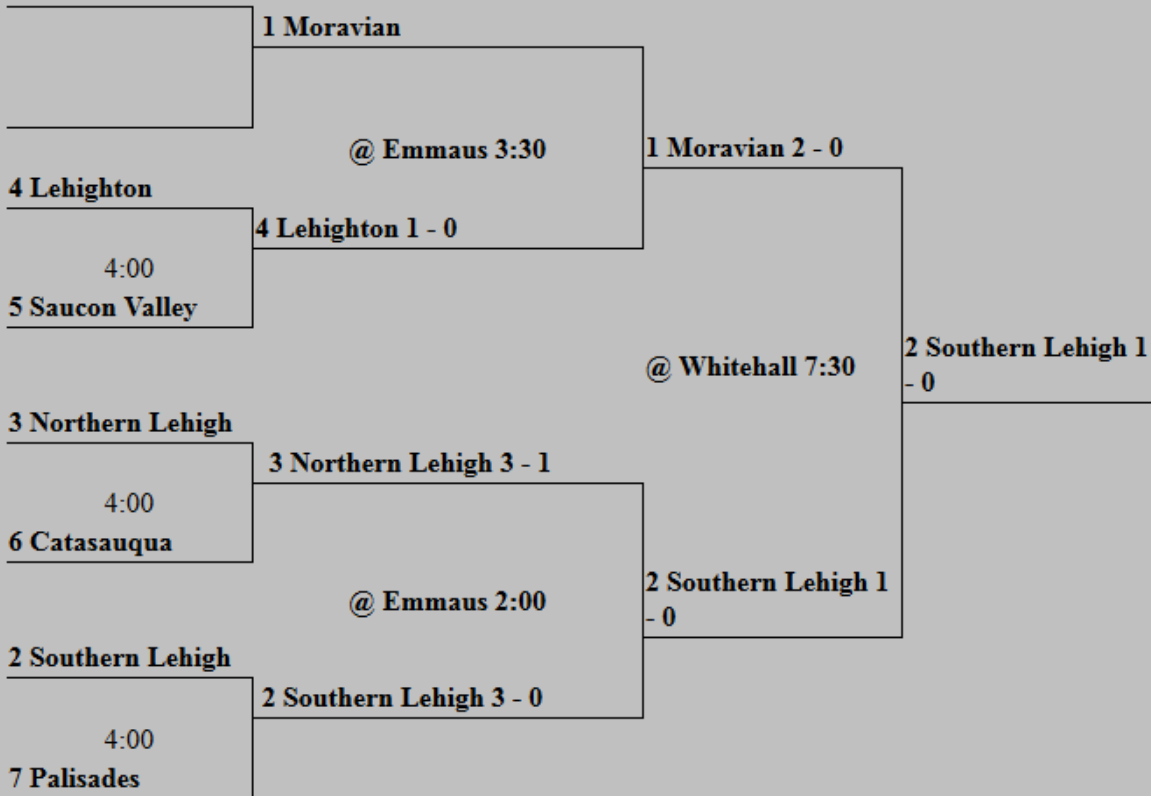 1 Moravian
@ Emmaus 3:30
1 Moravian 2 - 0
4 Lehighton
4 Lehighton 1 - 0
4:00
5 Saucon Valley
@ Whitehall 7:30
2 Southern Lehigh 1
- 0
3 Northern Lehigh
3 Northern Lehigh 3 - 1
4:00
6 Catasauqua
@ Emmaus 2:00
2 Southern Lehigh 1
- 0
2 Southern Lehigh
2 Southern Lehigh 3 - 0
4:00
7 Palisades